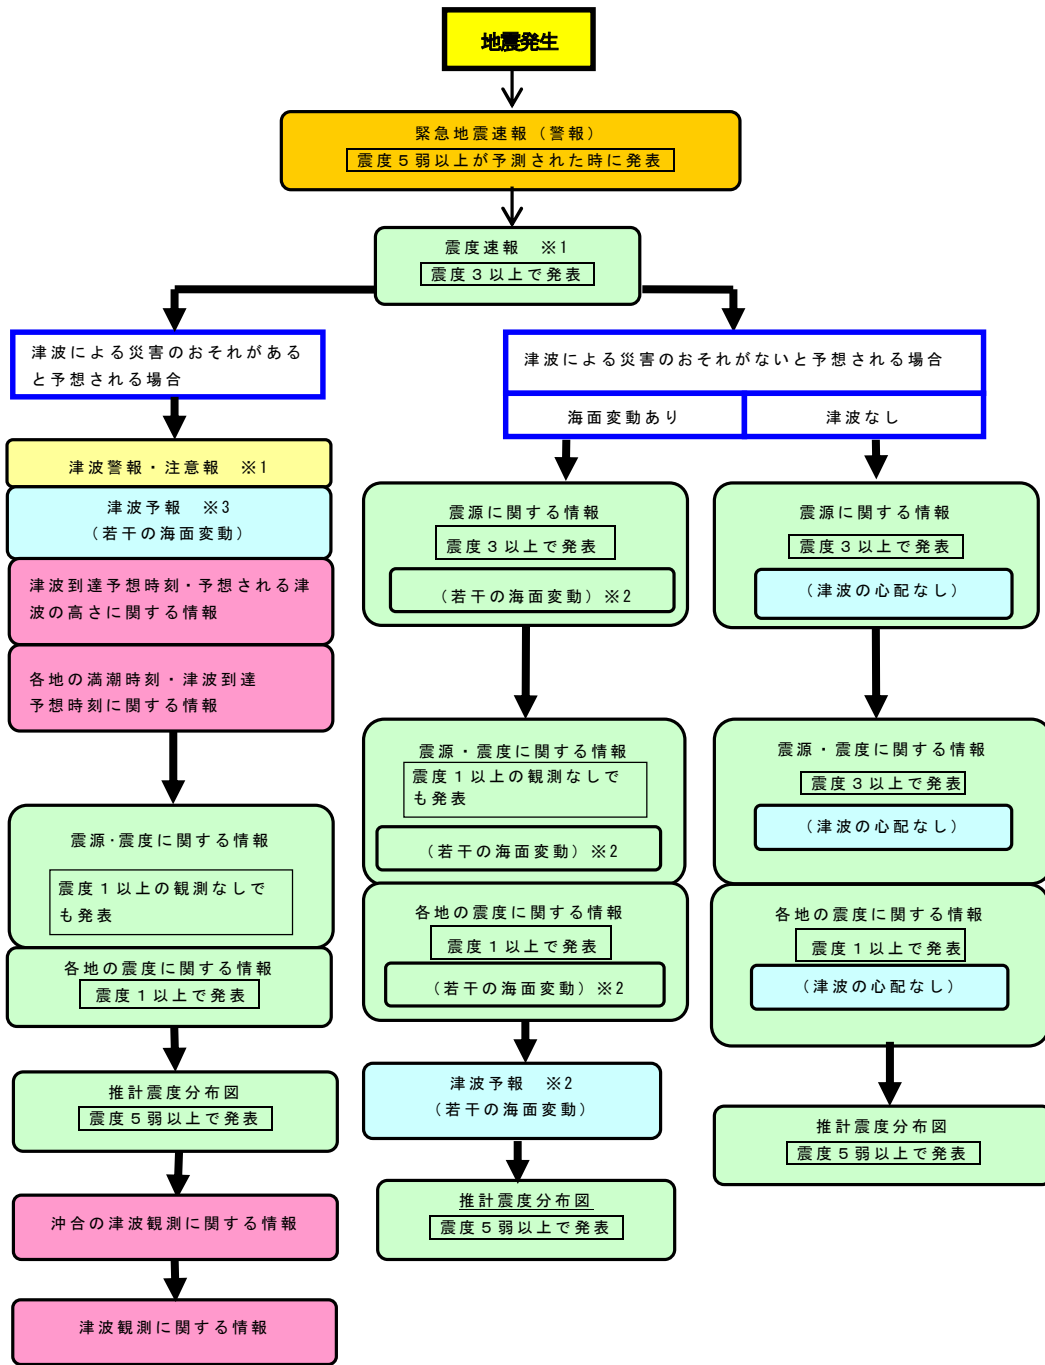 地震発生
緊急地震速報（警報）
震度５弱以上が予測された時に発表
震度速報　※1
震度３以上で発表
津波による災害のおそれがある
と予想される場合
津波警報・注意報　※1
津波予報　※3
（若干の海面変動）
津波到達予想時刻・予想される津
波の高さに関する情報
各地の満潮時刻・津波到達
予想時刻に関する情報
震源・震度に関する情報
震度１以上の観測なしで
も発表
各地の震度に関する情報
震度１以上で発表
推計震度分布図
震度５弱以上で発表
沖合の津波観測に関する情報
津波観測に関する情報
津波による災害のおそれがないと予想される場合
海面変動あり
津波なし
震源に関する情報
震度３以上で発表
（若干の海面変動）※2
震源・震度に関する情報
震度１以上の観測なしで
も発表
（若干の海面変動）※2
各地の震度に関する情報
震度１以上で発表
（若干の海面変動）※2
津波予報　※2
（若干の海面変動）
推計震度分布図
震度５弱以上で発表
震源に関する情報
震度３以上で発表
（津波の心配なし）
震源・震度に関する情報
震度３以上で発表
（津波の心配なし）
各地の震度に関する情報
震度１以上で発表
（津波の心配なし）
推計震度分布図
震度５弱以上で発表